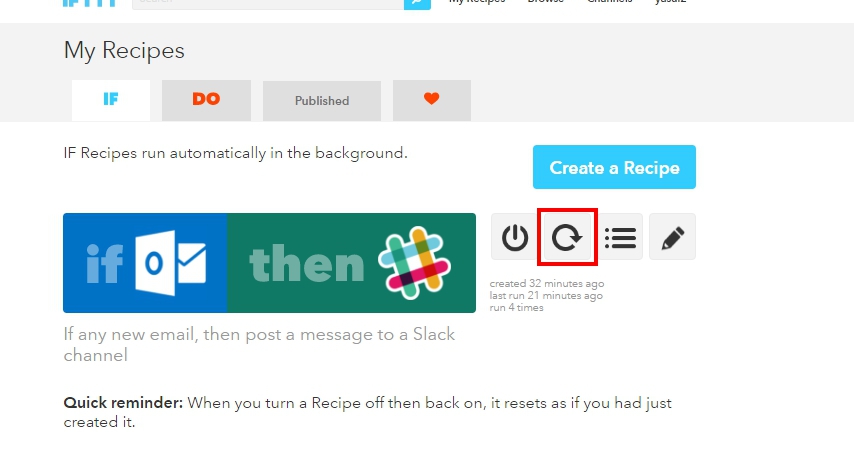 IFTTT
Search
My Recipes Browse Channels
My Recipes
IF DO Published
IF Recipes run automatically in the background.
Create a Recipe
if then
created 32 minutes ago
last run 21 minutes ago
run 4 times
If any new email, then post a message to a Slack
channel
Quick reminder: When you turn a Recipe off then back on, it resets as if you had just
created it.